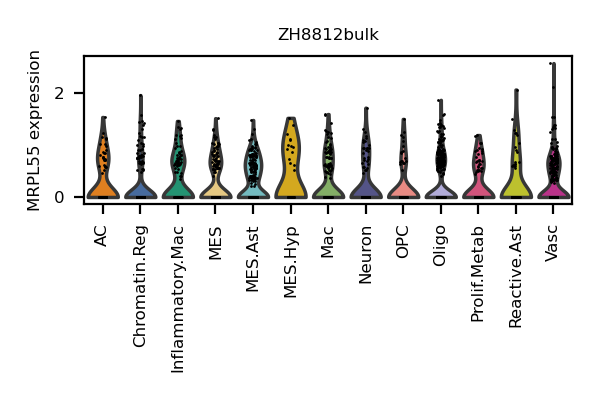 ZH8812bulk
MRPL55 expression
2
0
AC
Chromatin.Reg
Inflammatory.Mac
MES
MES.Ast
MES.Hyp
Mac
Neuron
OPC
Oligo
Prolif.Metab
Reactive.Ast
Vasc